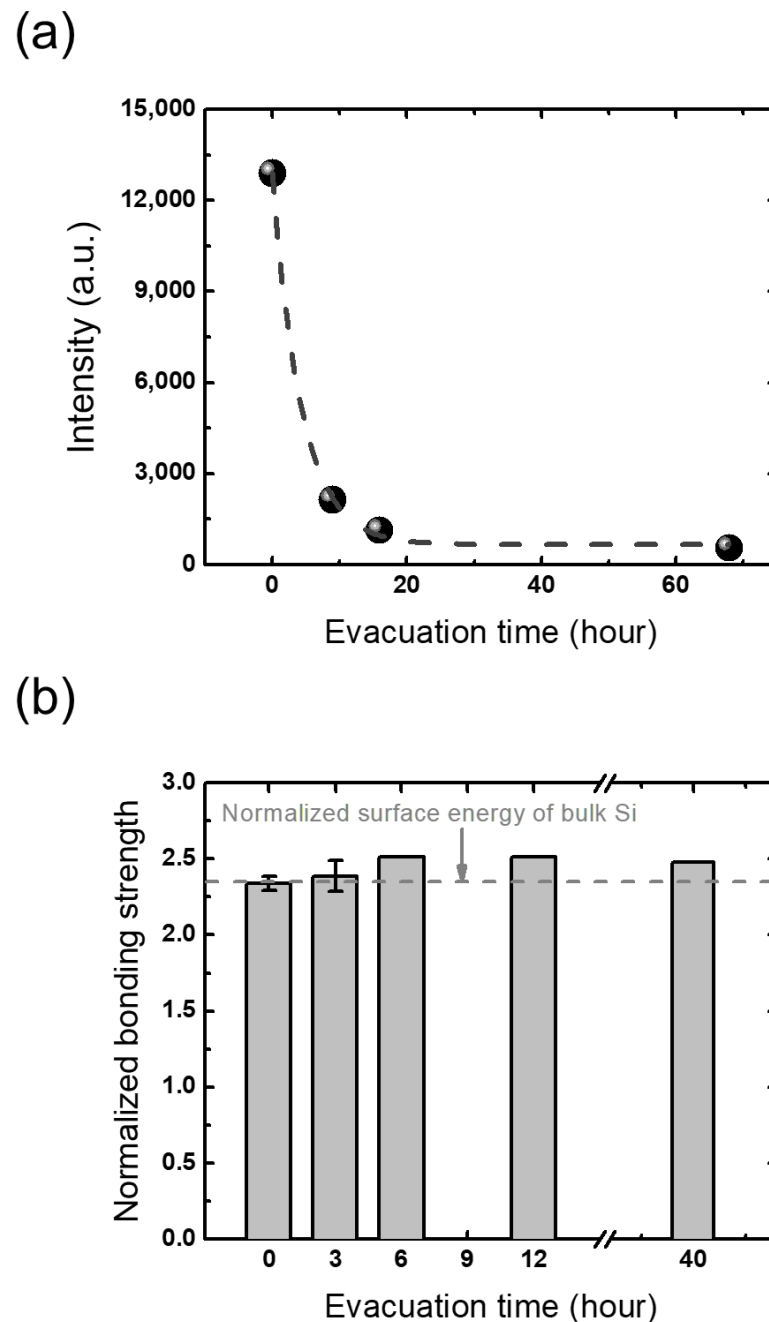 (a)
15,000
12,000
9,000
6,000
3,000
0
Intensity (a.u.)
0 20 40 60
Evacuation time (hour)
(b)
3.0
2.5
2.0
1.5
1.0
0.5
0.0
Normalized bonding strength
Normalized surface energy of bulk Si
0 3 6 9 12 40
Evacuation time (hour)